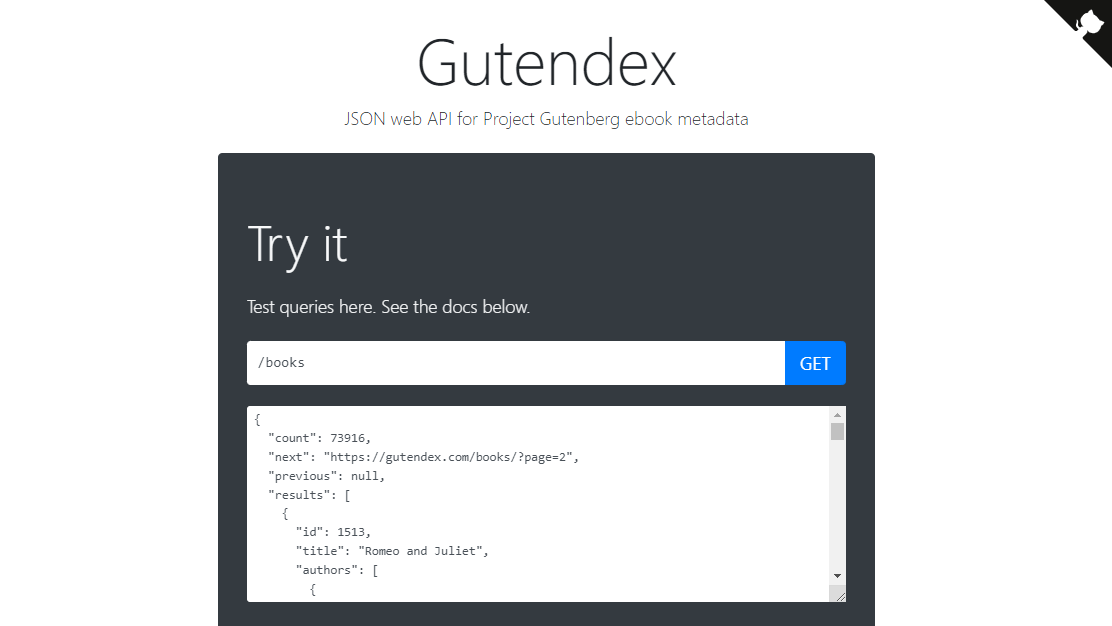 Gutendex
JSON web API for Project Gutenberg ebook metadata
Try it
Test queries here. See the docs below.
/books
GET
{
"count": 73916,
"next": "https://gutendex.com/books/?page=2",
"previous": null,
"results": [
{
"id": 1513,
"title": "Romeo and Juliet",
"authors": [
{